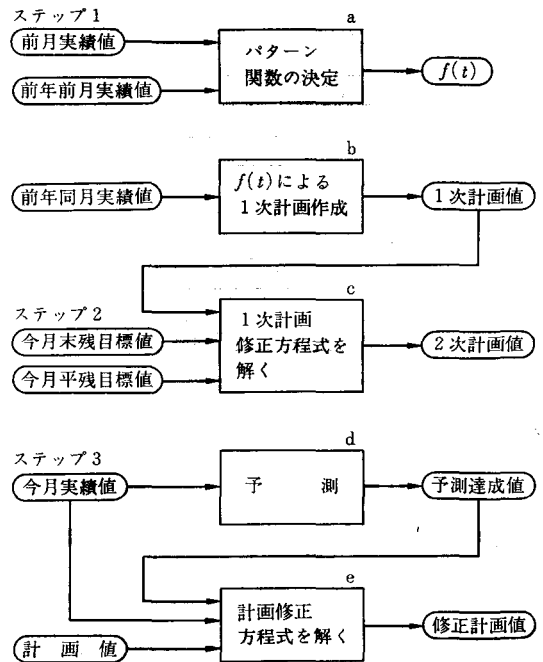 ステップ1
前月実績値
前年前月実績値
a
パターン
関数の決定
f(t)
b
前年同月実績値
f(t)による
1次計画作成
1次計画値
ステップ2
今月末残目標値
今月平残目標値
c
1次計画
修正方程式を
解く
2次計画値
ステップ3
今月実績値
d
予 測
予測達成値
e
計画修正
方程式を解く
計 画 値
修正計画値